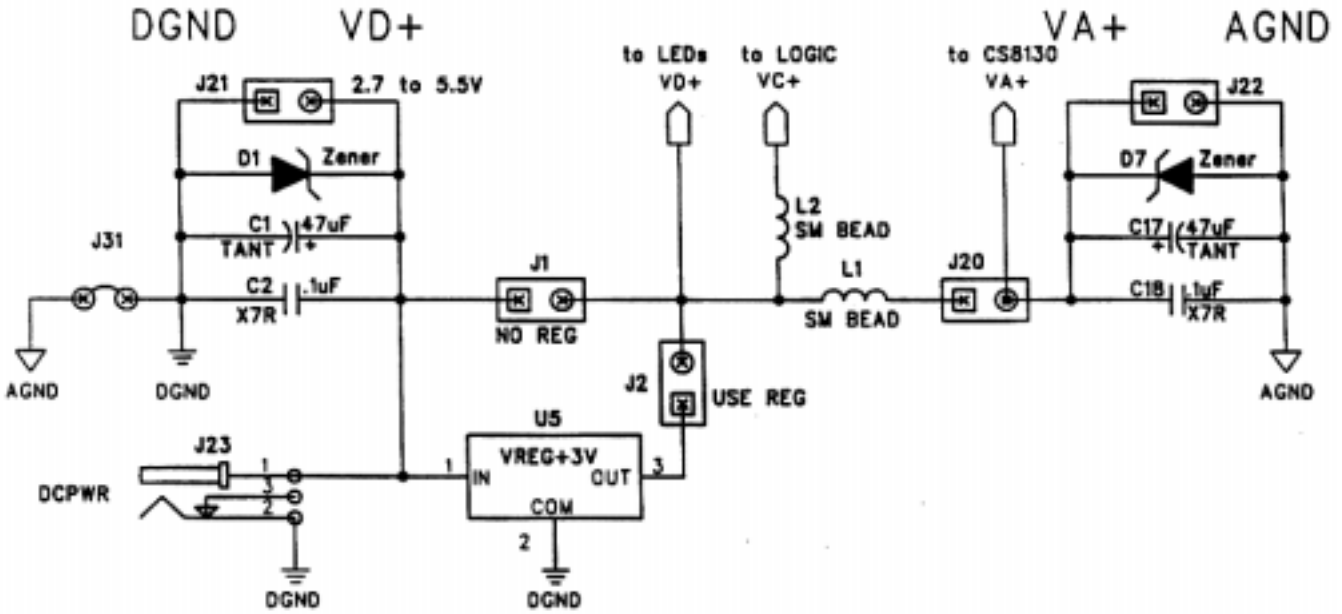 DGND VD+ VA+ AGND
to LEDs to LOGIC to CS8130
VD+ VC+ VA+
J21 2.7 to 5.5V J22
D1 Zener D7 Zener
C1 47uF C17 47uF
TANT + + TANT
L2
SM BEAD
J31
C2 .1uF J1 L1 J20 C18 .1uF
X7R NO REG SM BEAD X7R
AGND DGND J2 USE REG AGND
J23 U5
1 1 VREG+3V 3
IN OUT
DCPWR 3
2 COM
2
DGND DGND